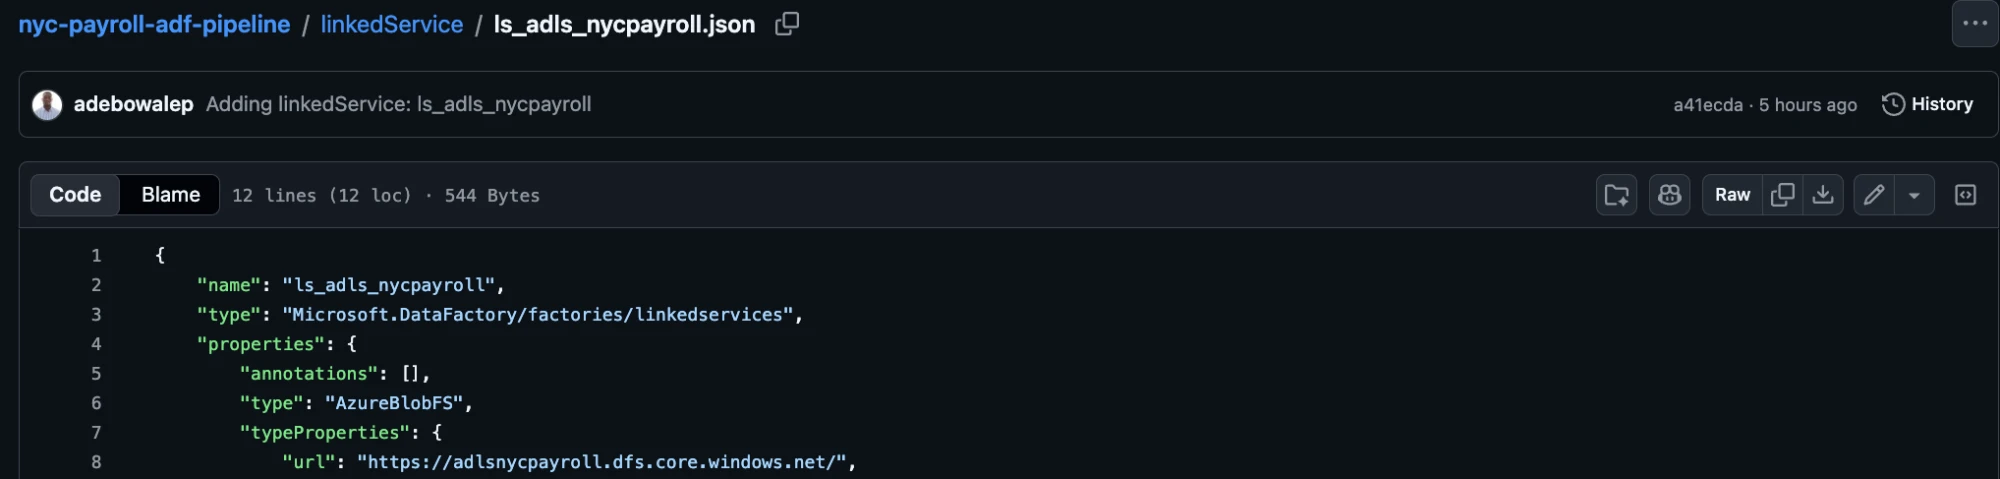 nyc-payroll-adf-pipeline / linkedService / ls_adls_nycpayroll.json
adebowalep Adding linkedService: ls_adls_nycpayroll a41ecda · 5 hours ago History
Code Blame 12 lines (12 loc) · 544 Bytes Raw
1 {
2     "name": "ls_adls_nycpayroll",
3     "type": "Microsoft.DataFactory/factories/linkedservices",
4     "properties": {
5         "annotations": [],
6         "type": "AzureBlobFS",
7         "typeProperties": {
8             "url": "https://adlsnycpayroll.dfs.core.windows.net/",